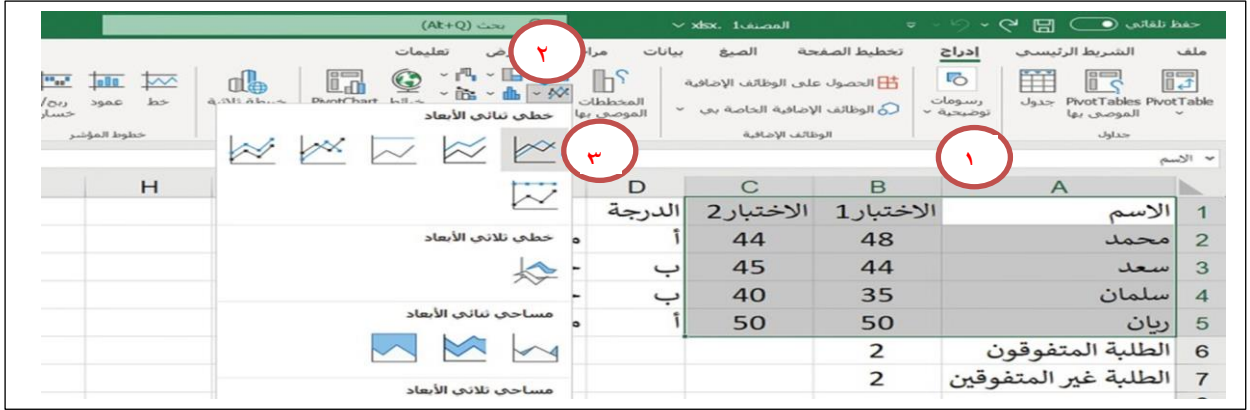 حفظ تلقائي المصنف1.xlsx بحث (Alt+Q)
ملف الشريط الرئيسي إدراج تخطيط الصفحة الصيغ بيانات تعليمات
٢
PivotTable PivotTables الموصى بها جدول
رسومات توضيحية
الحصول على الوظائف الإضافية
الوظائف الإضافية الخاصة بي
المخططات الموصى بها
PivotChart
خط عمود
جداول الوظائف الإضافية خطوط المؤشر
خطي ثنائي الأبعاد
٣
١
الاسم
A B C D H
1 الاسم الاختبار1 الاختبار2 الدرجة
2 محمد 48 44 أ
3 سعد 44 45 ب
4 سلمان 35 40 ب
5 ريان 50 50 أ
6 الطلبة المتفوقون 2
7 الطلبة غير المتفوقين 2
خطي ثلاثي الأبعاد
مساحي ثنائي الأبعاد
مساحي ثلاثي الأبعاد